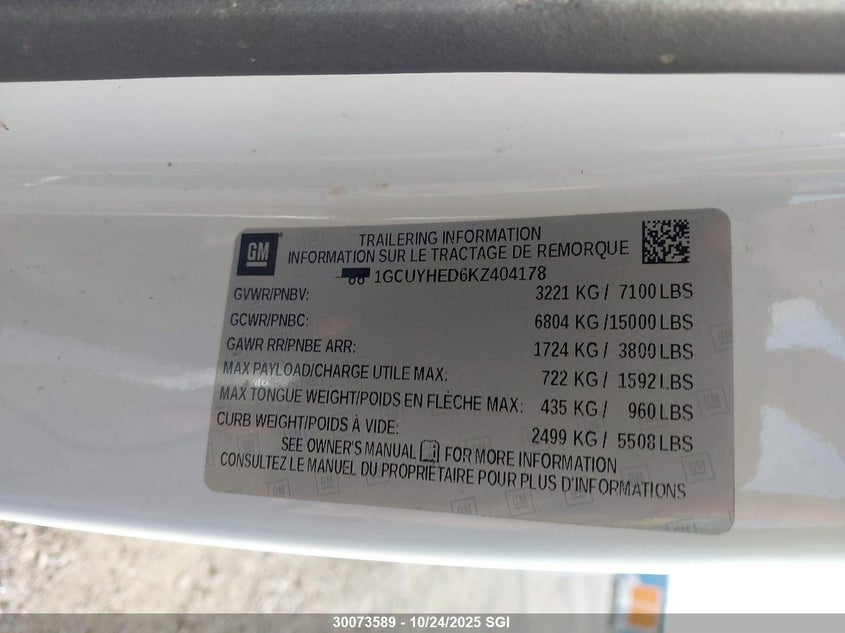 GM
TRAILERING INFORMATION
INFORMATION SUR LE TRACTAGE DE REMORQUE
1GCUYHED6KZ404178
GVWR/PNBV: 3221 KG / 7100 LBS
GCWR/PNBC: 6804 KG /15000 LBS
GAWR RR/PNBE ARR: 1724 KG / 3800 LBS
MAX PAYLOAD/CHARGE UTILE MAX: 722 KG / 1592 LBS
MAX TONGUE WEIGHT/POIDS EN FLÈCHE MAX: 435 KG / 960 LBS
CURB WEIGHT/POIDS À VIDE: 2499 KG / 5508 LBS
SEE OWNER'S MANUAL FOR MORE INFORMATION
CONSULTEZ LE MANUEL DU PROPRIÉTAIRE POUR PLUS D'INFORMATIONS
30073589 - 10/24/2025 SGI